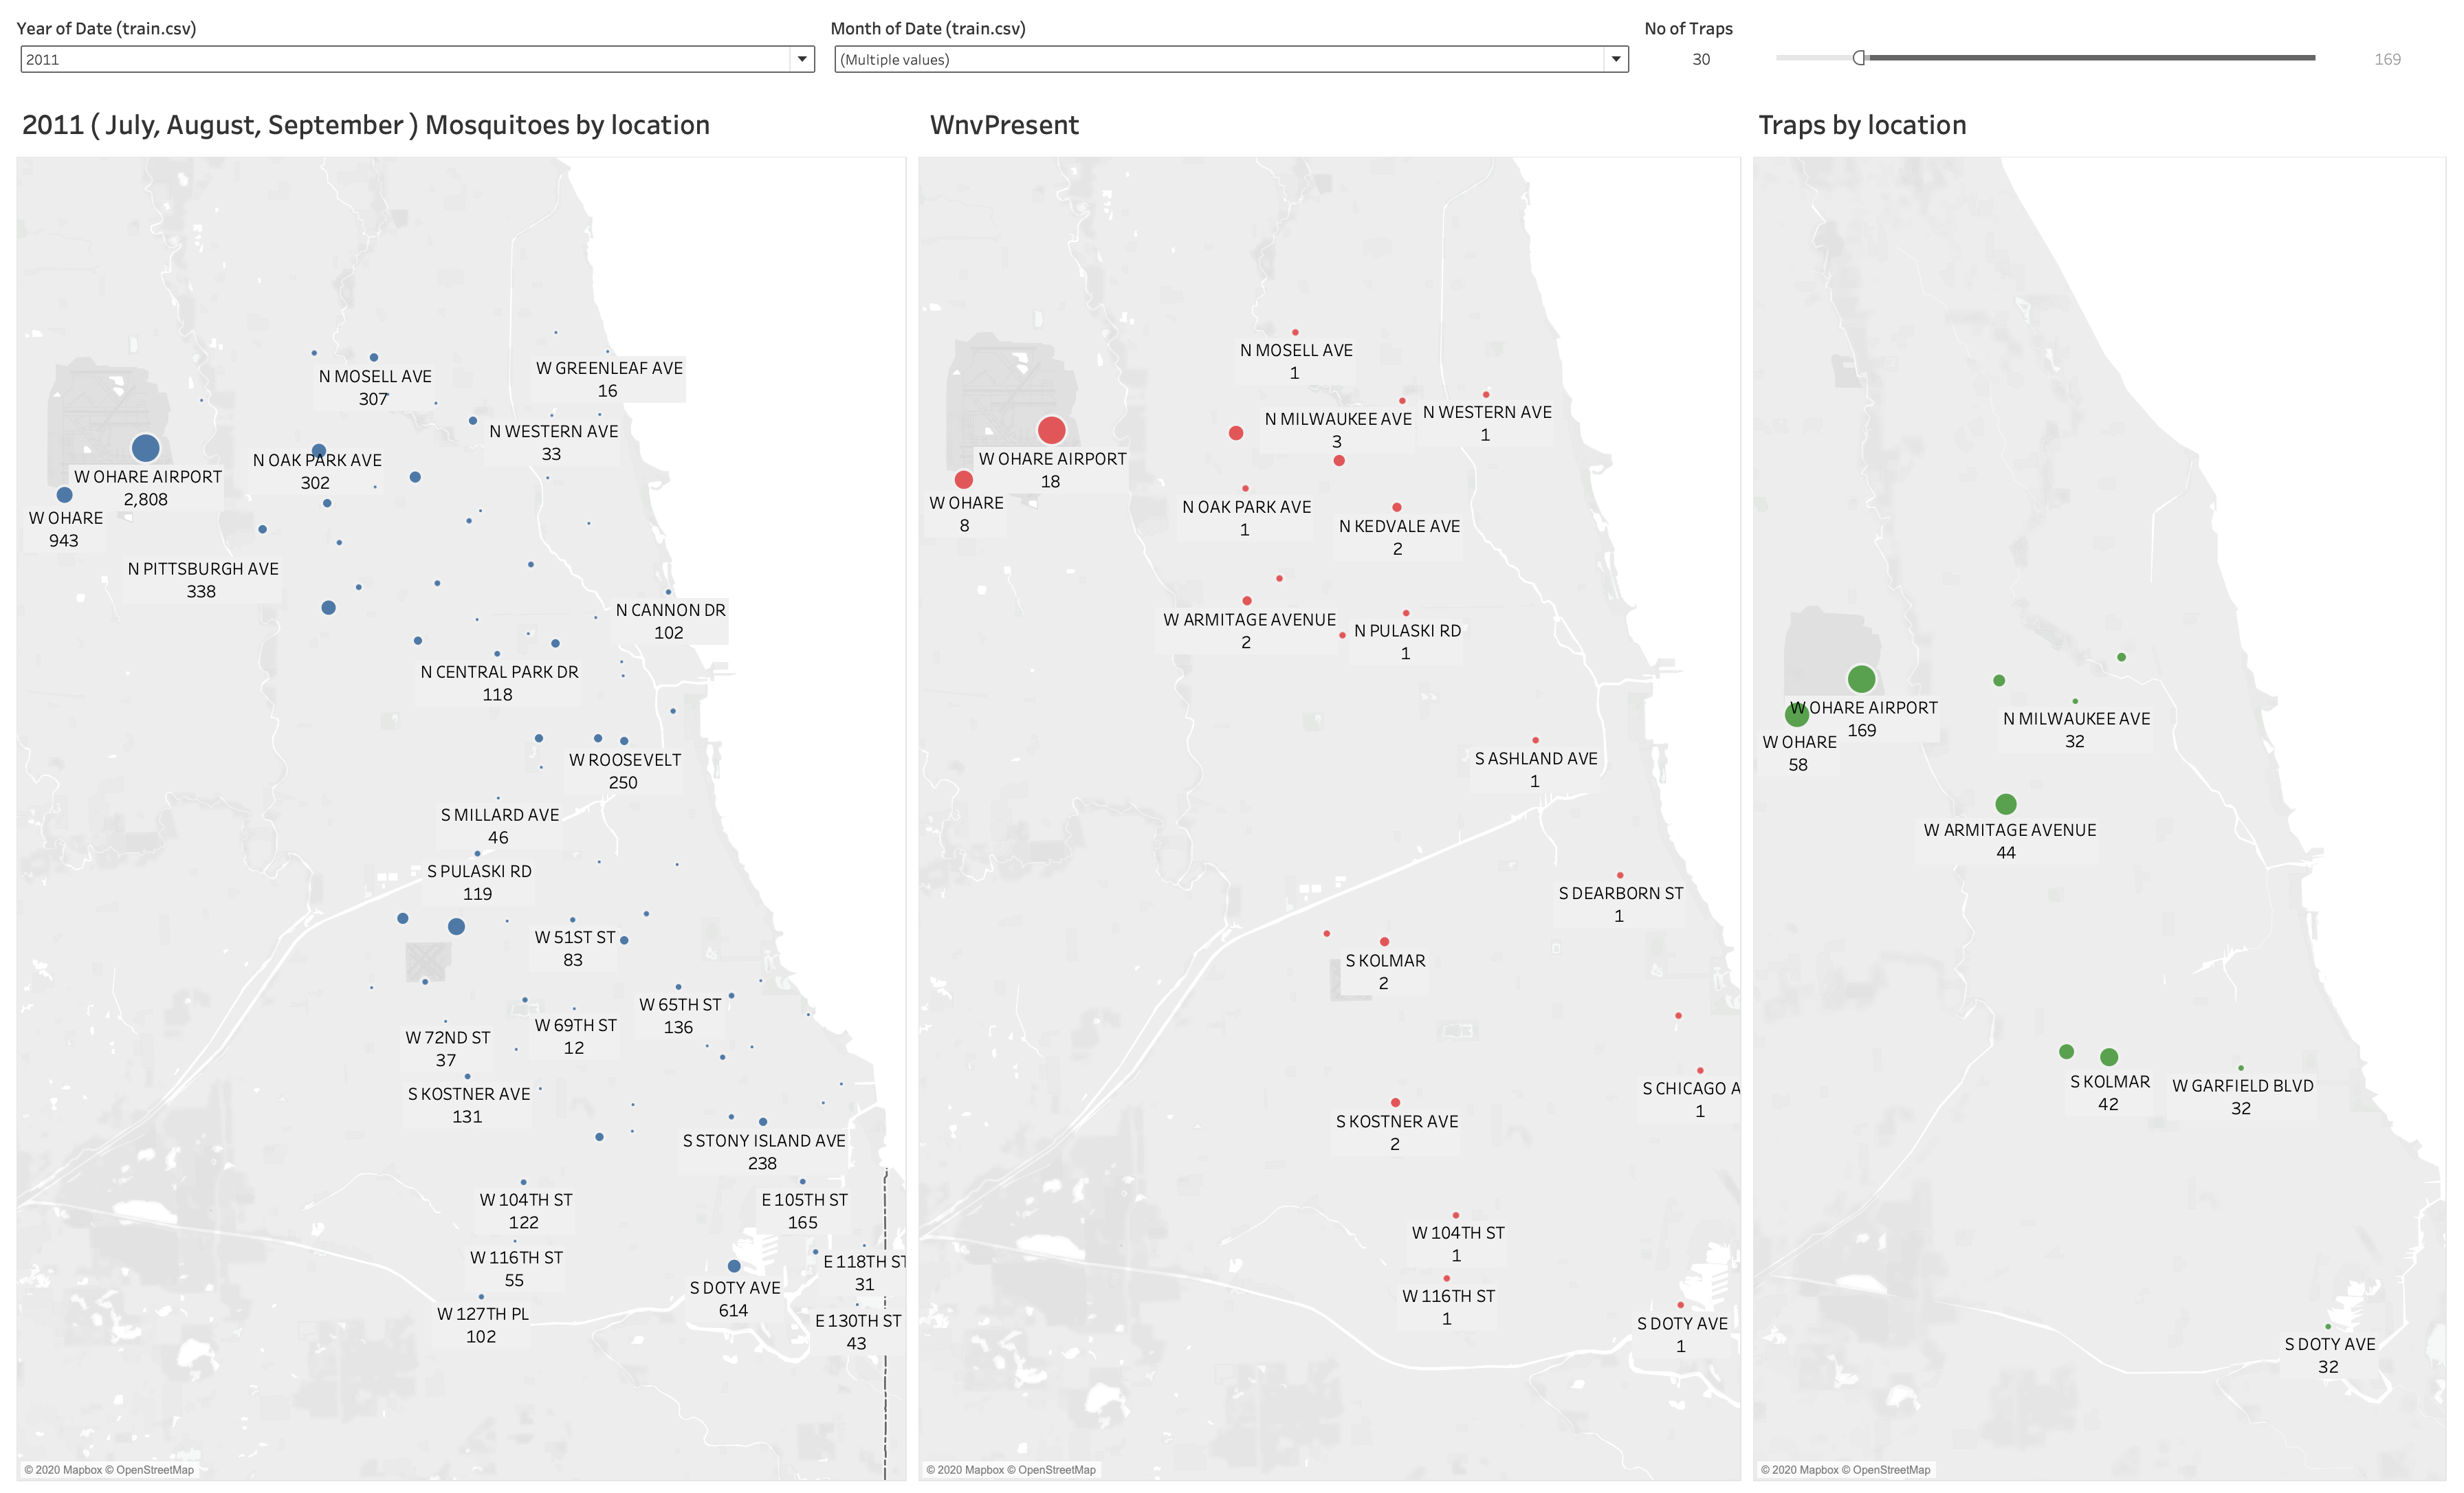 Year of Date (train.csv)
2011
Month of Date (train.csv)
(Multiple values)
No of Traps
30
169
2011 ( July, August, September ) Mosquitoes by location
N MOSELL AVE
307
W GREENLEAF AVE
16
N WESTERN AVE
33
N OAK PARK AVE
302
W OHARE AIRPORT
2,808
W OHARE
943
N PITTSBURGH AVE
338
N CANNON DR
102
N CENTRAL PARK DR
118
W ROOSEVELT
250
S MILLARD AVE
46
S PULASKI RD
119
W 51ST ST
83
W 65TH ST
136
W 69TH ST
12
W 72ND ST
37
S KOSTNER AVE
131
S STONY ISLAND AVE
238
W 104TH ST
122
E 105TH ST
165
W 116TH ST
55
E 118TH ST
31
S DOTY AVE
614
W 127TH PL
102
E 130TH ST
43
© 2020 Mapbox © OpenStreetMap
WnvPresent
N MOSELL AVE
1
N MILWAUKEE AVE
3
N WESTERN AVE
1
W OHARE AIRPORT
18
W OHARE
8
N OAK PARK AVE
1
N KEDVALE AVE
2
W ARMITAGE AVENUE
2
N PULASKI RD
1
S ASHLAND AVE
1
S DEARBORN ST
1
S KOLMAR
2
S CHICAGO A
1
S KOSTNER AVE
2
W 104TH ST
1
W 116TH ST
1
S DOTY AVE
1
© 2020 Mapbox © OpenStreetMap
Traps by location
W OHARE AIRPORT
169
N MILWAUKEE AVE
32
W OHARE
58
W ARMITAGE AVENUE
44
S KOLMAR
42
W GARFIELD BLVD
32
S DOTY AVE
32
© 2020 Mapbox © OpenStreetMap